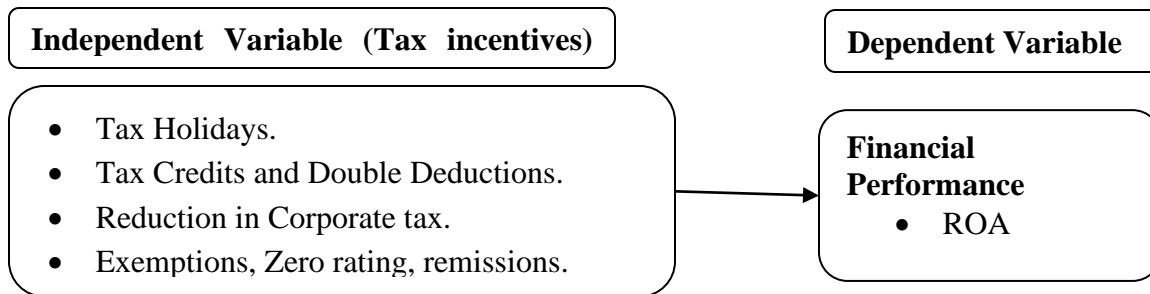 Independent Variable (Tax incentives)
Dependent Variable
• Tax Holidays.
• Tax Credits and Double Deductions.
• Reduction in Corporate tax.
• Exemptions, Zero rating, remissions.
Financial
Performance
• ROA